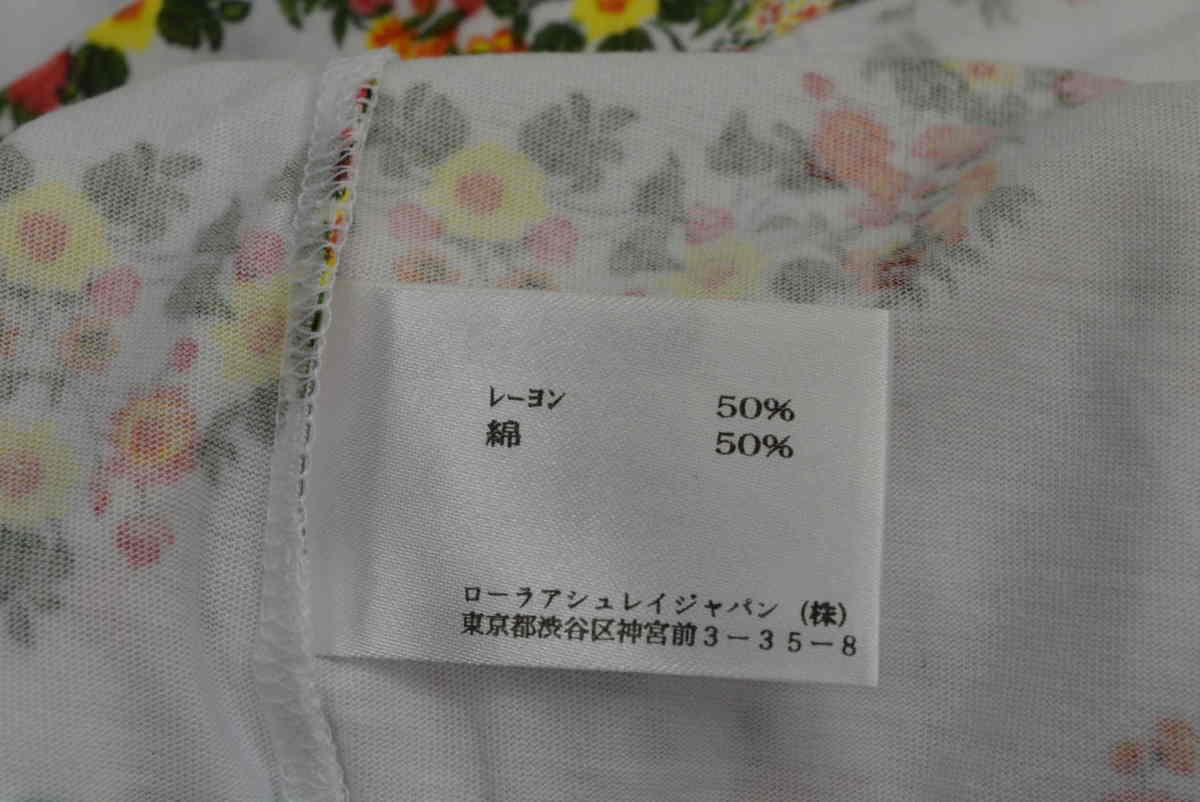 レーヨン 50%
綿 50%
ローラアシュレイジャパン (株)
東京都渋谷区神宮前3-35-8